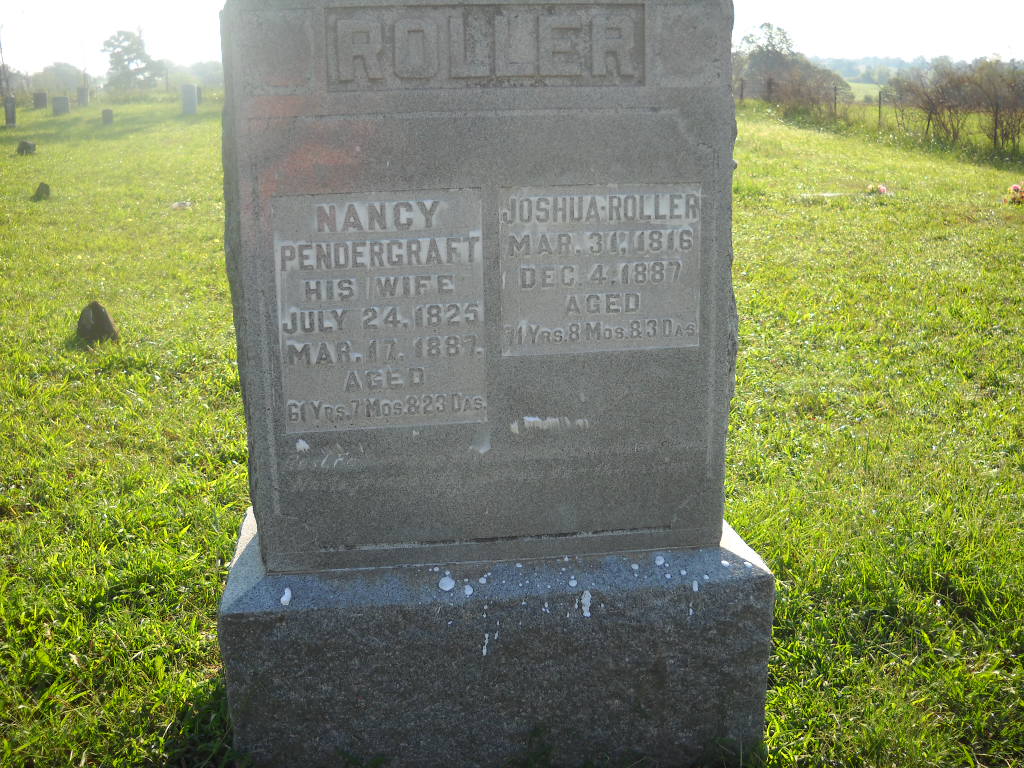 ROLLER
NANCY
PENDERGRAFT
HIS WIFE
JULY 24, 1825
MAR. 17, 1887.
AGED
61 YRS. 7 MOS. & 23 DAS.
JOSHUA ROLLER
MAR. 31, 1816
DEC. 4, 1887
AGED
71 YRS. 8 MOS. & 3 DAS.